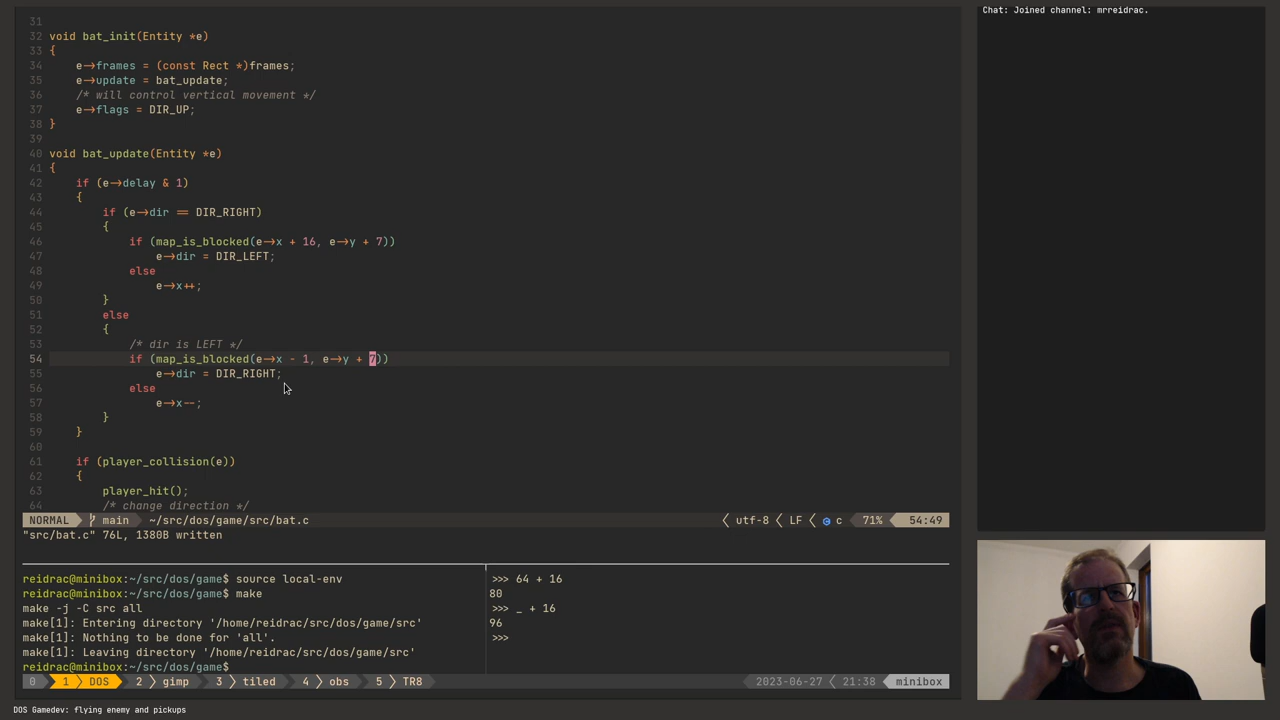 31
32 void bat_init(Entity *e)
33 {
34     e->frames = (const Rect *)frames;
35     e->update = bat_update;
36     /* will control vertical movement */
37     e->flags = DIR_UP;
38 }
39
40 void bat_update(Entity *e)
41 {
42     if (e->delay & 1)
43     {
44         if (e->dir == DIR_RIGHT)
45         {
46             if (map_is_blocked(e->x + 16, e->y + 7))
47                 e->dir = DIR_LEFT;
48             else
49                 e->x++;
50         }
51         else
52         {
53             /* dir is LEFT */
54             if (map_is_blocked(e->x - 1, e->y + 7))
55                 e->dir = DIR_RIGHT;
56             else
57                 e->x--;
58         }
59     }
60
61     if (player_collision(e))
62     {
63         player_hit();
64         /* change direction */
NORMAL main ~/src/dos/game/src/bat.c utf-8 LF c 71% 54:49
"src/bat.c" 76L, 1380B written
reidrac@minibox:~/src/dos/game$ source local-env
reidrac@minibox:~/src/dos/game$ make
make -j -C src all
make[1]: Entering directory '/home/reidrac/src/dos/game/src'
make[1]: Nothing to be done for 'all'.
make[1]: Leaving directory '/home/reidrac/src/dos/game/src'
reidrac@minibox:~/src/dos/game$
>>> 64 + 16
80
>>> _ + 16
96
>>>
0 1 DOS 2 gimp 3 tiled 4 obs 5 TR8 2023-06-27 21:38 minibox
DOS Gamedev: flying enemy and pickups
Chat: Joined channel: mrreidrac.